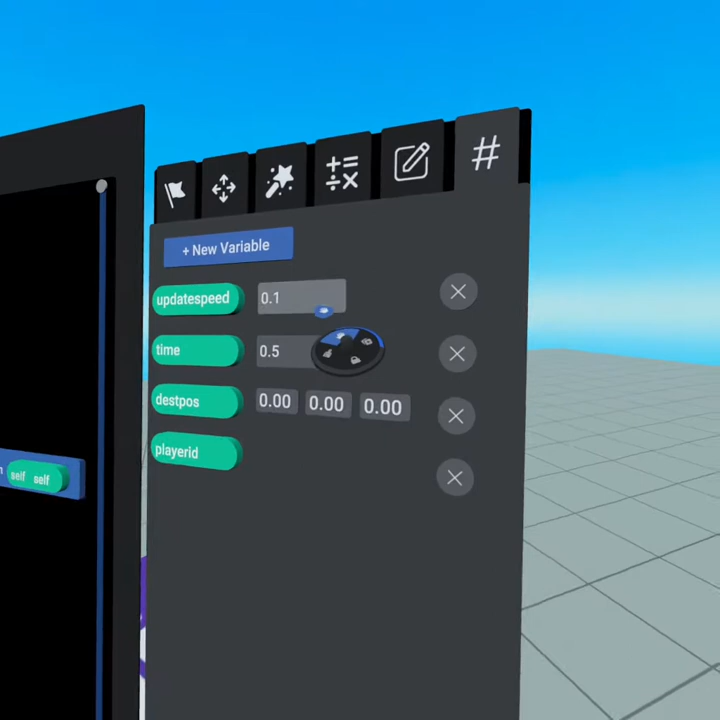 #
+ New Variable
updatespeed 0.1
time 0.5
destpos 0.00 0.00 0.00
playerid
self self